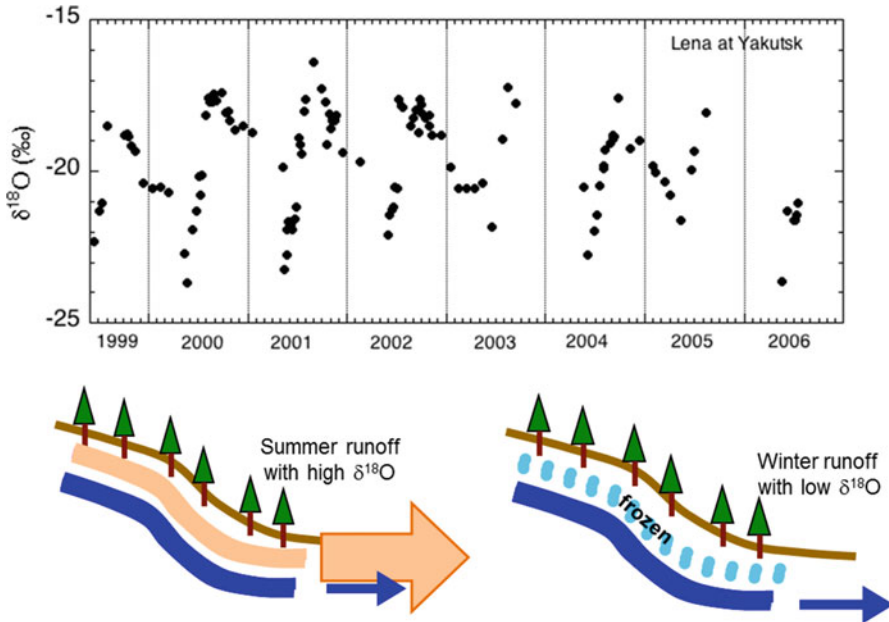 -15
Lena at Yakutsk
-20
δ¹⁸O (‰)
-25
1999 2000 2001 2002 2003 2004 2005 2006
Summer runoff
with high δ¹⁸O
Winter runoff
with low δ¹⁸O
frozen